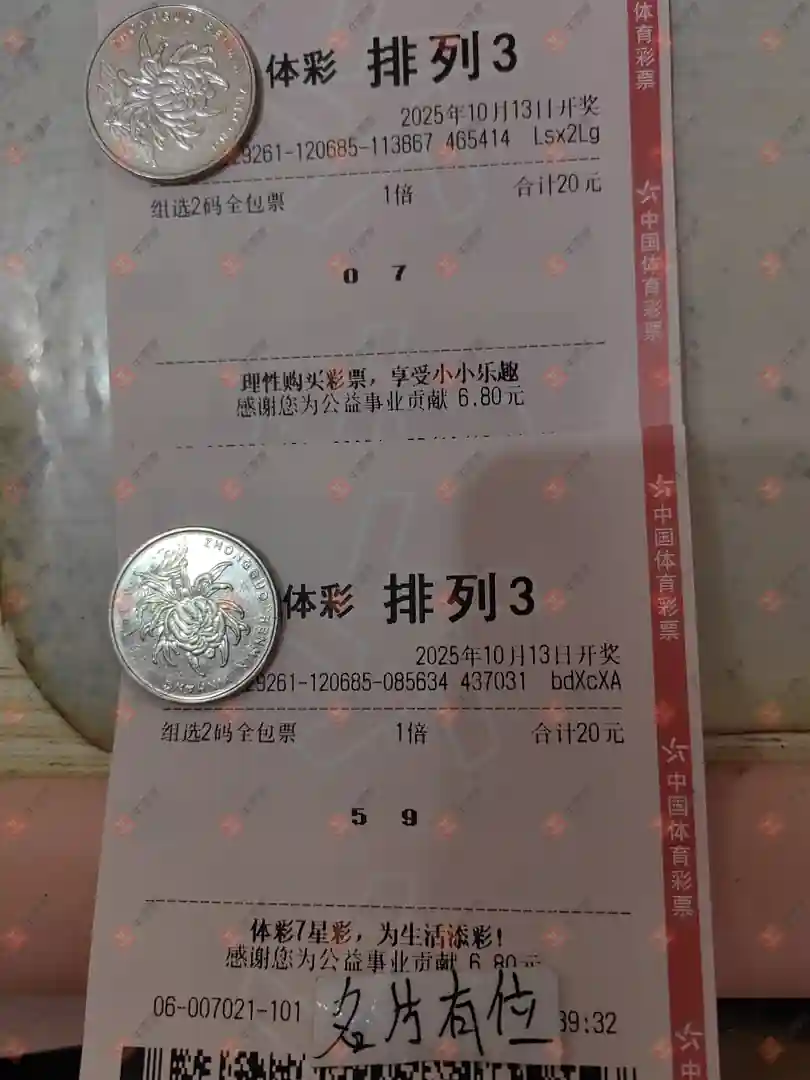 体彩 排列3
2025年10月13日开奖
29261-120685-113867 465414 Lsx2Lg
组选2码全包票 1倍 合计20元
0 7
理性购买彩票，享受小小乐趣
感谢您为公益事业贡献 6.80元
体育彩票
中国体育彩票
体彩 排列3
2025年10月13日开奖
29261-120685-085634 437031 bdXcXA
组选2码全包票 1倍 合计20元
5 9
体彩7星彩，为生活添彩！
感谢您为公益事业贡献 6.80元
06-007021-101
名片有位
39:32
中国体育彩票
中国体育彩票
中
ZHONGGUO RENMIN